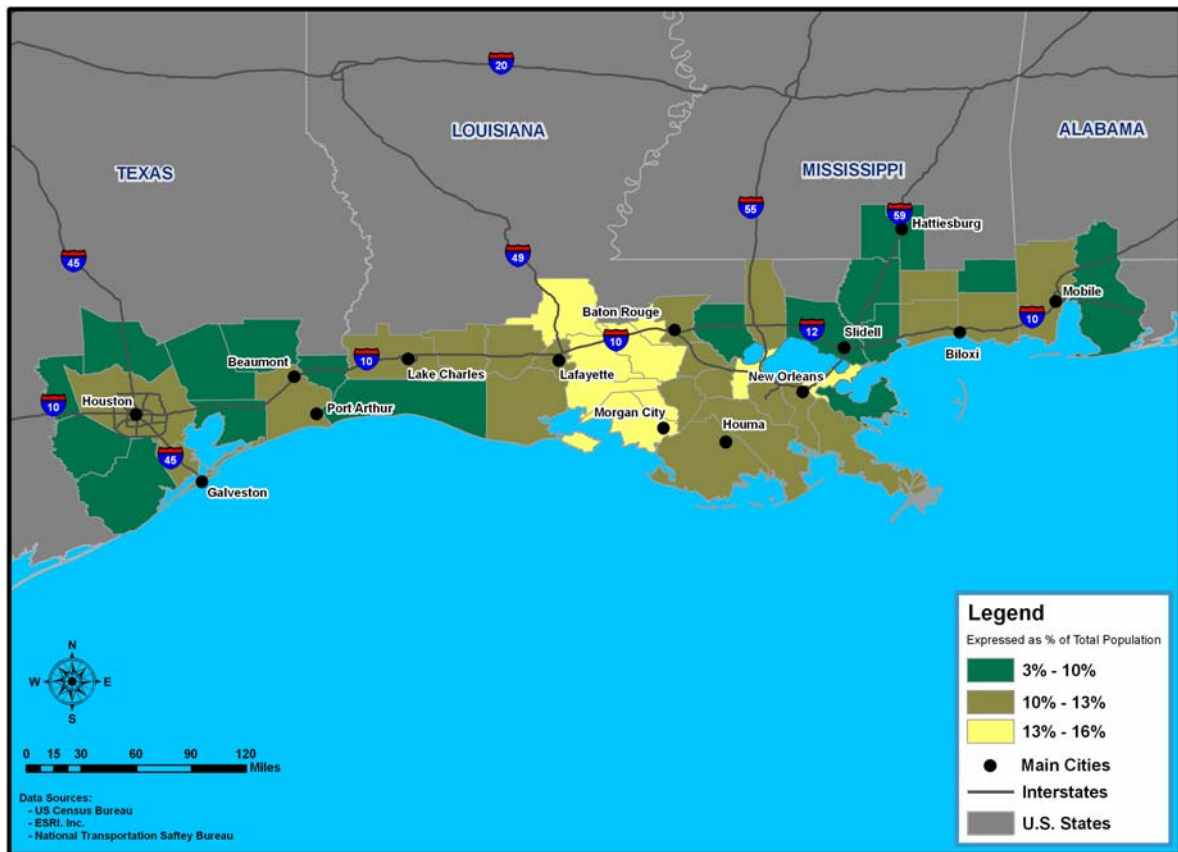 20
LOUISIANA
ALABAMA
TEXAS
MISSISSIPPI
55
59
Hattiesburg
45
49
Mobile
Baton Rouge
10
12
Slidell
10
10
Biloxi
Beaumont
10
Lake Charles
Lafayette
New Orleans
10
Houston
Port Arthur
Morgan City
Houma
45
Galveston
Legend
Expressed as % of Total Population
3% - 10%
10% - 13%
13% - 16%
Main Cities
Interstates
U.S. States
N
W E
S
0 15 30 60 90 120
Miles
Data Sources:
- US Census Bureau
- ESRI, Inc.
- National Transportation Saftey Bureau